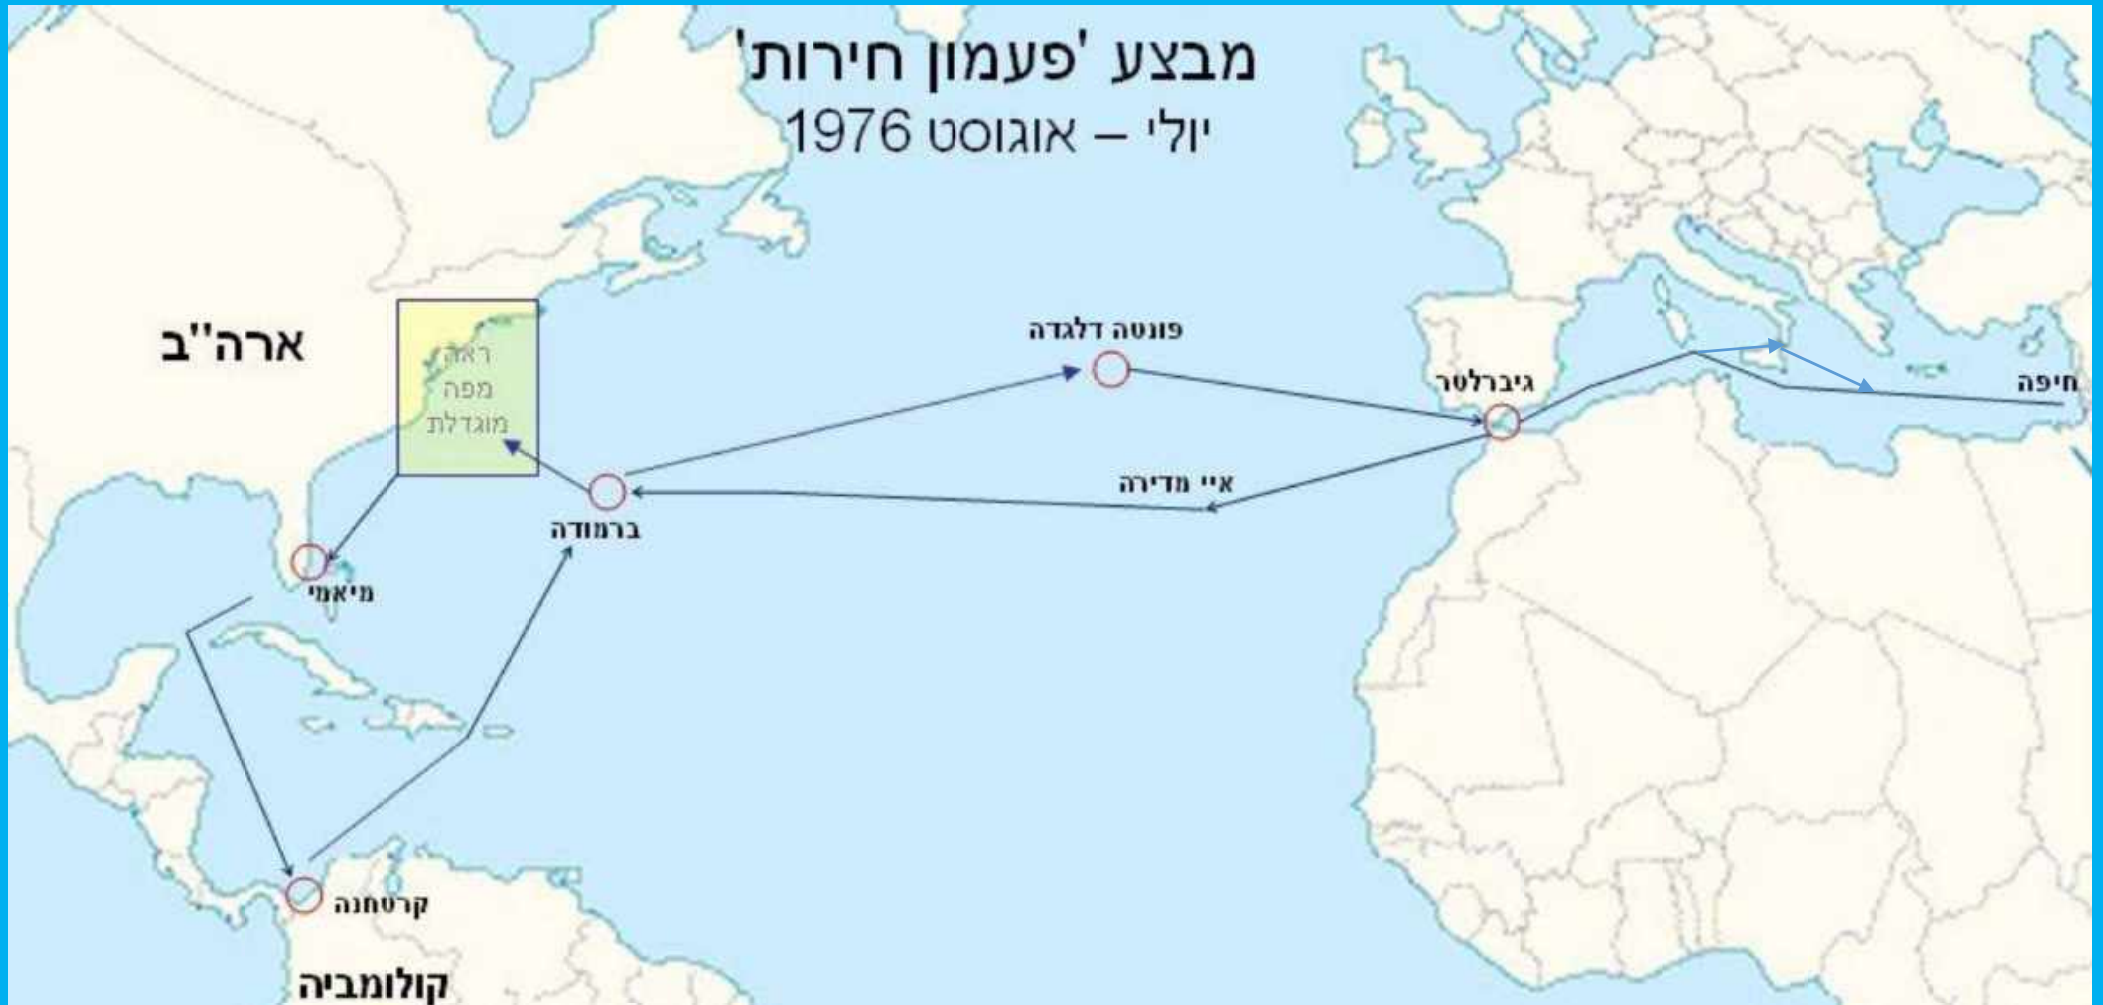 מבצע 'פעמון חירות'
יולי – אוגוסט 1976
ארה''ב
ראה
מפה
מוגדלת
פונטה דלגדה
גיברלטר
חיפה
איי מדירה
ברמודה
מיאמי
קרטחנה
קולומביה